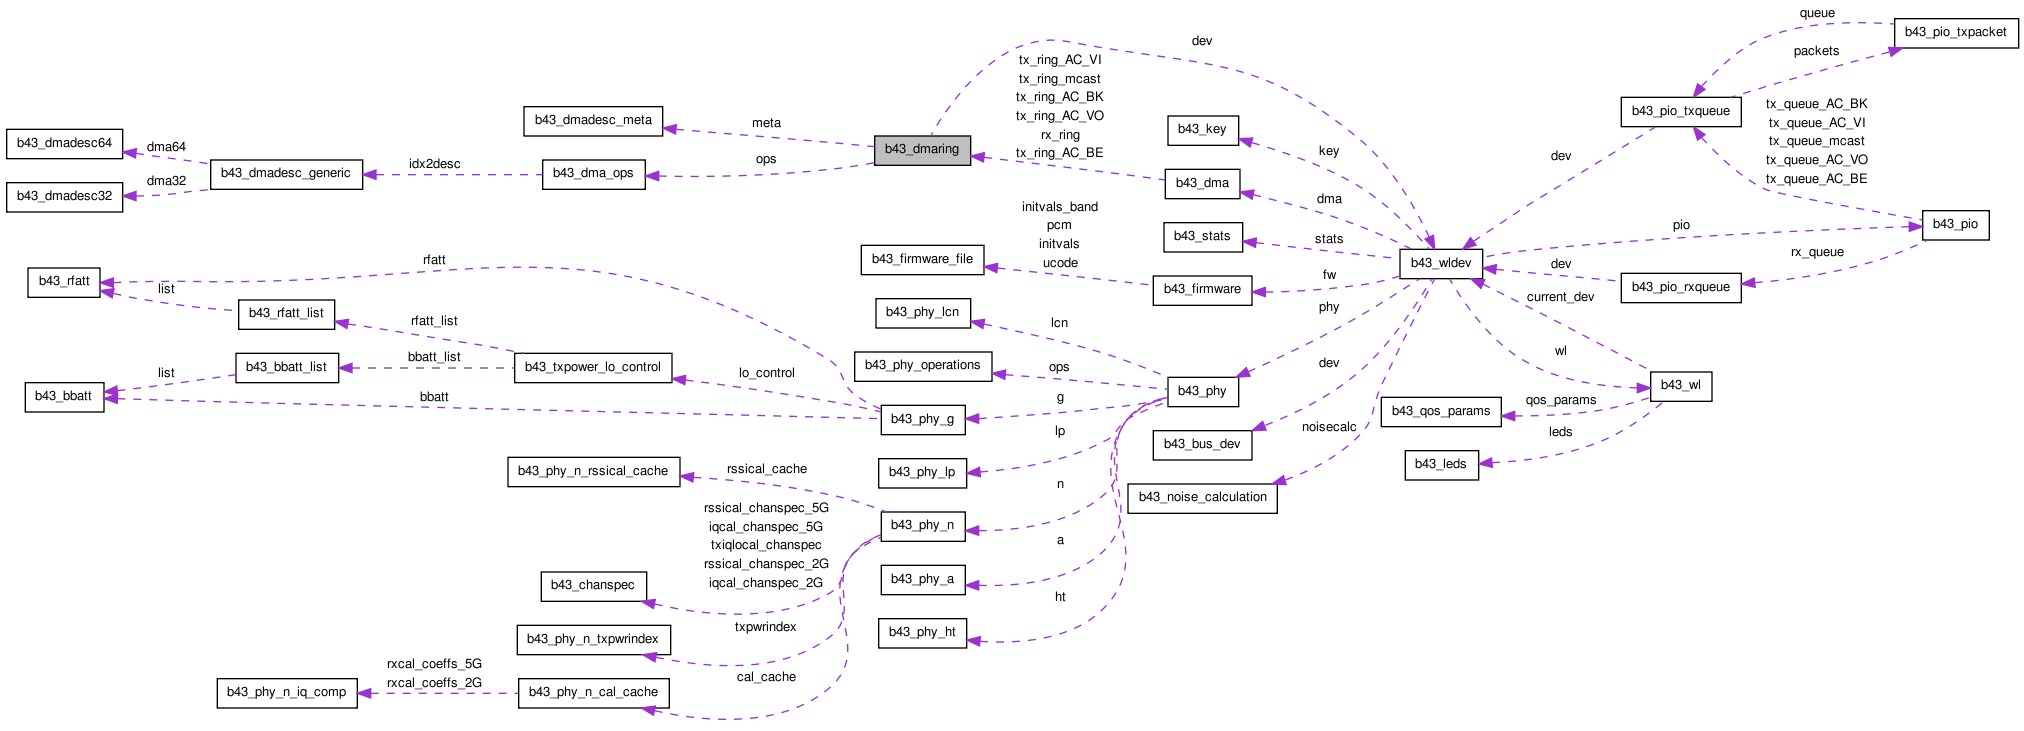 queue
b43_pio_txpacket
dev
packets
tx_ring_AC_VI
tx_ring_mcast
tx_ring_AC_BK
tx_ring_AC_VO
rx_ring
tx_ring_AC_BE
tx_queue_AC_BK
tx_queue_AC_VI
tx_queue_mcast
tx_queue_AC_VO
tx_queue_AC_BE
b43_pio_txqueue
b43_dmadesc_meta
meta
b43_dmaring
b43_key
key
dev
b43_dmadesc64
dma64
b43_dmadesc_generic
idx2desc
b43_dma_ops
ops
b43_dma
dma
b43_dmadesc32
dma32
initvals_band
pcm
initvals
ucode
b43_stats
stats
pio
b43_pio
b43_firmware_file
b43_wldev
dev
rx_queue
rfatt
b43_rfatt
list
b43_firmware
fw
b43_pio_rxqueue
current_dev
b43_rfatt_list
rfatt_list
b43_phy_lcn
lcn
phy
b43_bbatt_list
bbatt_list
b43_txpower_lo_control
lo_control
b43_phy_operations
ops
dev
wl
list
b43_bbatt
bbatt
b43_phy_g
g
b43_phy
b43_wl
qos_params
b43_qos_params
lp
noisecalc
leds
b43_bus_dev
b43_leds
b43_phy_n_rssical_cache
rssical_cache
b43_phy_lp
n
b43_noise_calculation
rssical_chanspec_5G
iqcal_chanspec_5G
txiqlocal_chanspec
rssical_chanspec_2G
iqcal_chanspec_2G
b43_phy_n
a
b43_chanspec
b43_phy_a
ht
txpwrindex
b43_phy_n_txpwrindex
b43_phy_ht
rxcal_coeffs_5G
rxcal_coeffs_2G
cal_cache
b43_phy_n_iq_comp
b43_phy_n_cal_cache